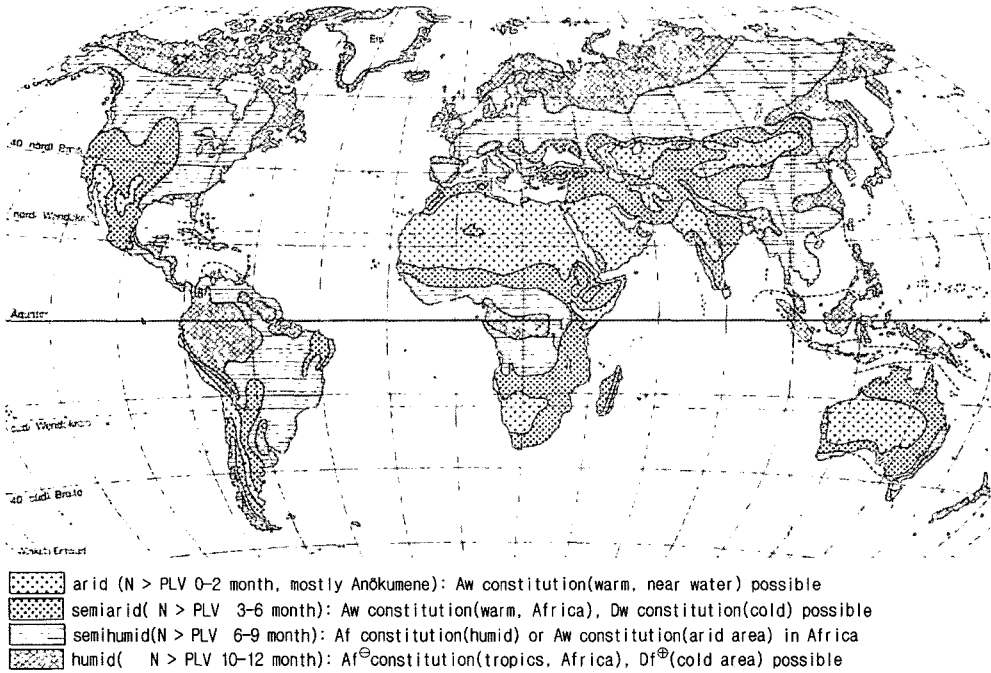 Eis
40 nördl Breite
nördl Wendekr
Äquator
südl Wendekreis
40 südl Breite
arid (N > PLV 0-2 month, mostly Anökumene): Aw constitution(warm, near water) possible
semiarid( N > PLV 3-6 month): Aw constitution(warm, Africa), Dw constitution(cold) possible
semihumid(N > PLV 6-9 month): Af constitution(humid) or Aw constitution(arid area) in Africa
humid( N > PLV 10-12 month): Af⊖constitution(tropics, Africa), Df⊕(cold area) possible